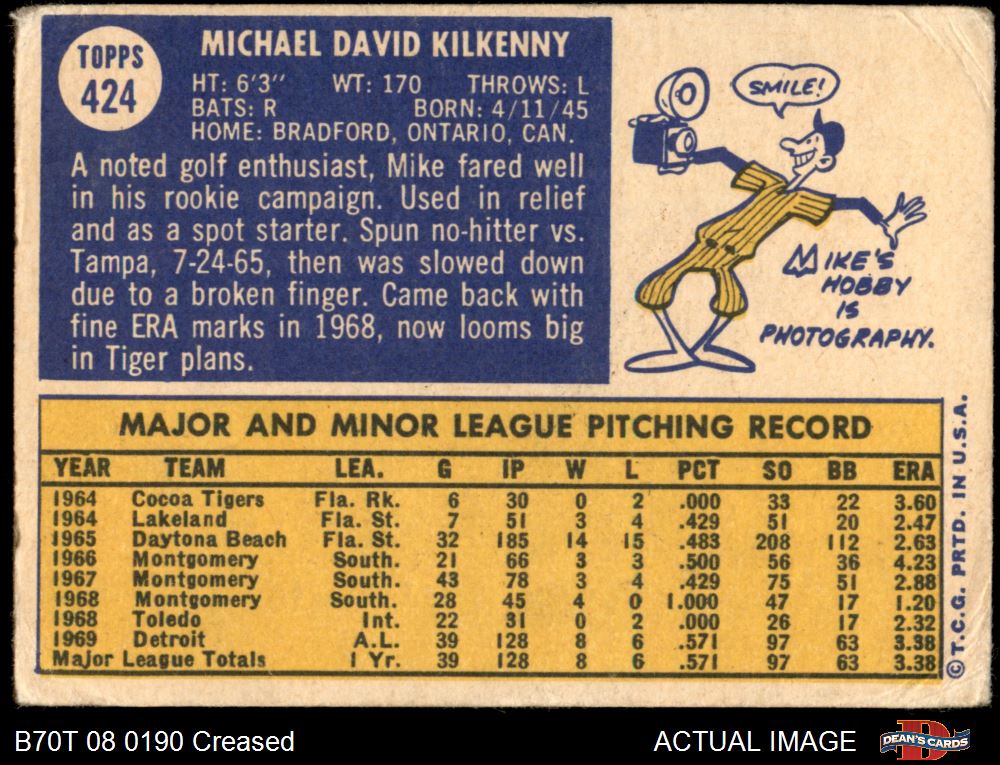 TOPPS
424
MICHAEL DAVID KILKENNY
HT: 6'3" WT: 170 THROWS: L
BATS: R BORN: 4/11/45
HOME: BRADFORD, ONTARIO, CAN.
A noted golf enthusiast, Mike fared well
in his rookie campaign. Used in relief
and as a spot starter. Spun no-hitter vs.
Tampa, 7-24-65, then was slowed down
due to a broken finger. Came back with
fine ERA marks in 1968, now looms big
in Tiger plans.
SMILE!
MIKE'S
HOBBY
IS
PHOTOGRAPHY.
MAJOR AND MINOR LEAGUE PITCHING RECORD
YEAR TEAM LEA. G IP W L PCT SO BB ERA
1964 Cocoa Tigers Fla. Rk. 6 30 0 2 .000 33 22 3.60
1964 Lakeland Fla. St. 7 51 3 4 .429 51 20 2.47
1965 Daytona Beach Fla. St. 32 185 14 15 .483 208 112 2.63
1966 Montgomery South. 21 66 3 3 .500 56 36 4.23
1967 Montgomery South. 43 78 3 4 .429 75 51 2.88
1968 Montgomery South. 28 45 4 0 1.000 47 17 1.20
1968 Toledo Int. 22 31 0 2 .000 26 17 2.32
1969 Detroit A.L. 39 128 8 6 .571 97 63 3.38
Major League Totals 1 Yr. 39 128 8 6 .571 97 63 3.38
© T.C.G. PRTD. IN U.S.A.
B70T 08 0190 Creased
ACTUAL IMAGE
DEAN'S CARDS